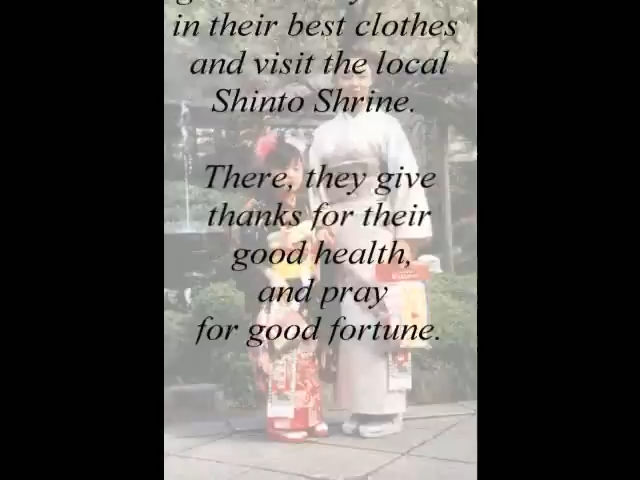 in their best clothes
and visit the local
Shinto Shrine.
There, they give
thanks for their
good health,
and pray
for good fortune.